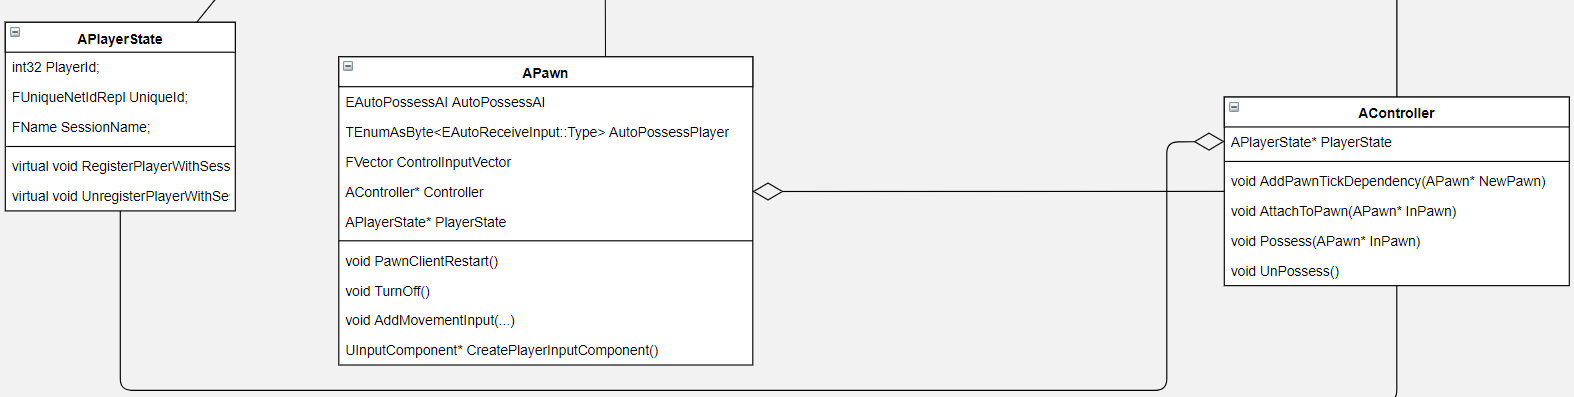 APlayerState
int32 PlayerId;
FUniqueNetIdRepl UniqueId;
FName SessionName;
virtual void RegisterPlayerWithSess
virtual void UnregisterPlayerWithSe
APawn
EAutoPossessAI AutoPossessAI
TEnumAsByte<EAutoReceiveInput::Type> AutoPossessPlayer
FVector ControlInputVector
AController* Controller
APlayerState* PlayerState
void PawnClientRestart()
void TurnOff()
void AddMovementInput(...)
UInputComponent* CreatePlayerInputComponent()
AController
APlayerState* PlayerState
void AddPawnTickDependency(APawn* NewPawn)
void AttachToPawn(APawn* InPawn)
void Possess(APawn* InPawn)
void UnPossess()